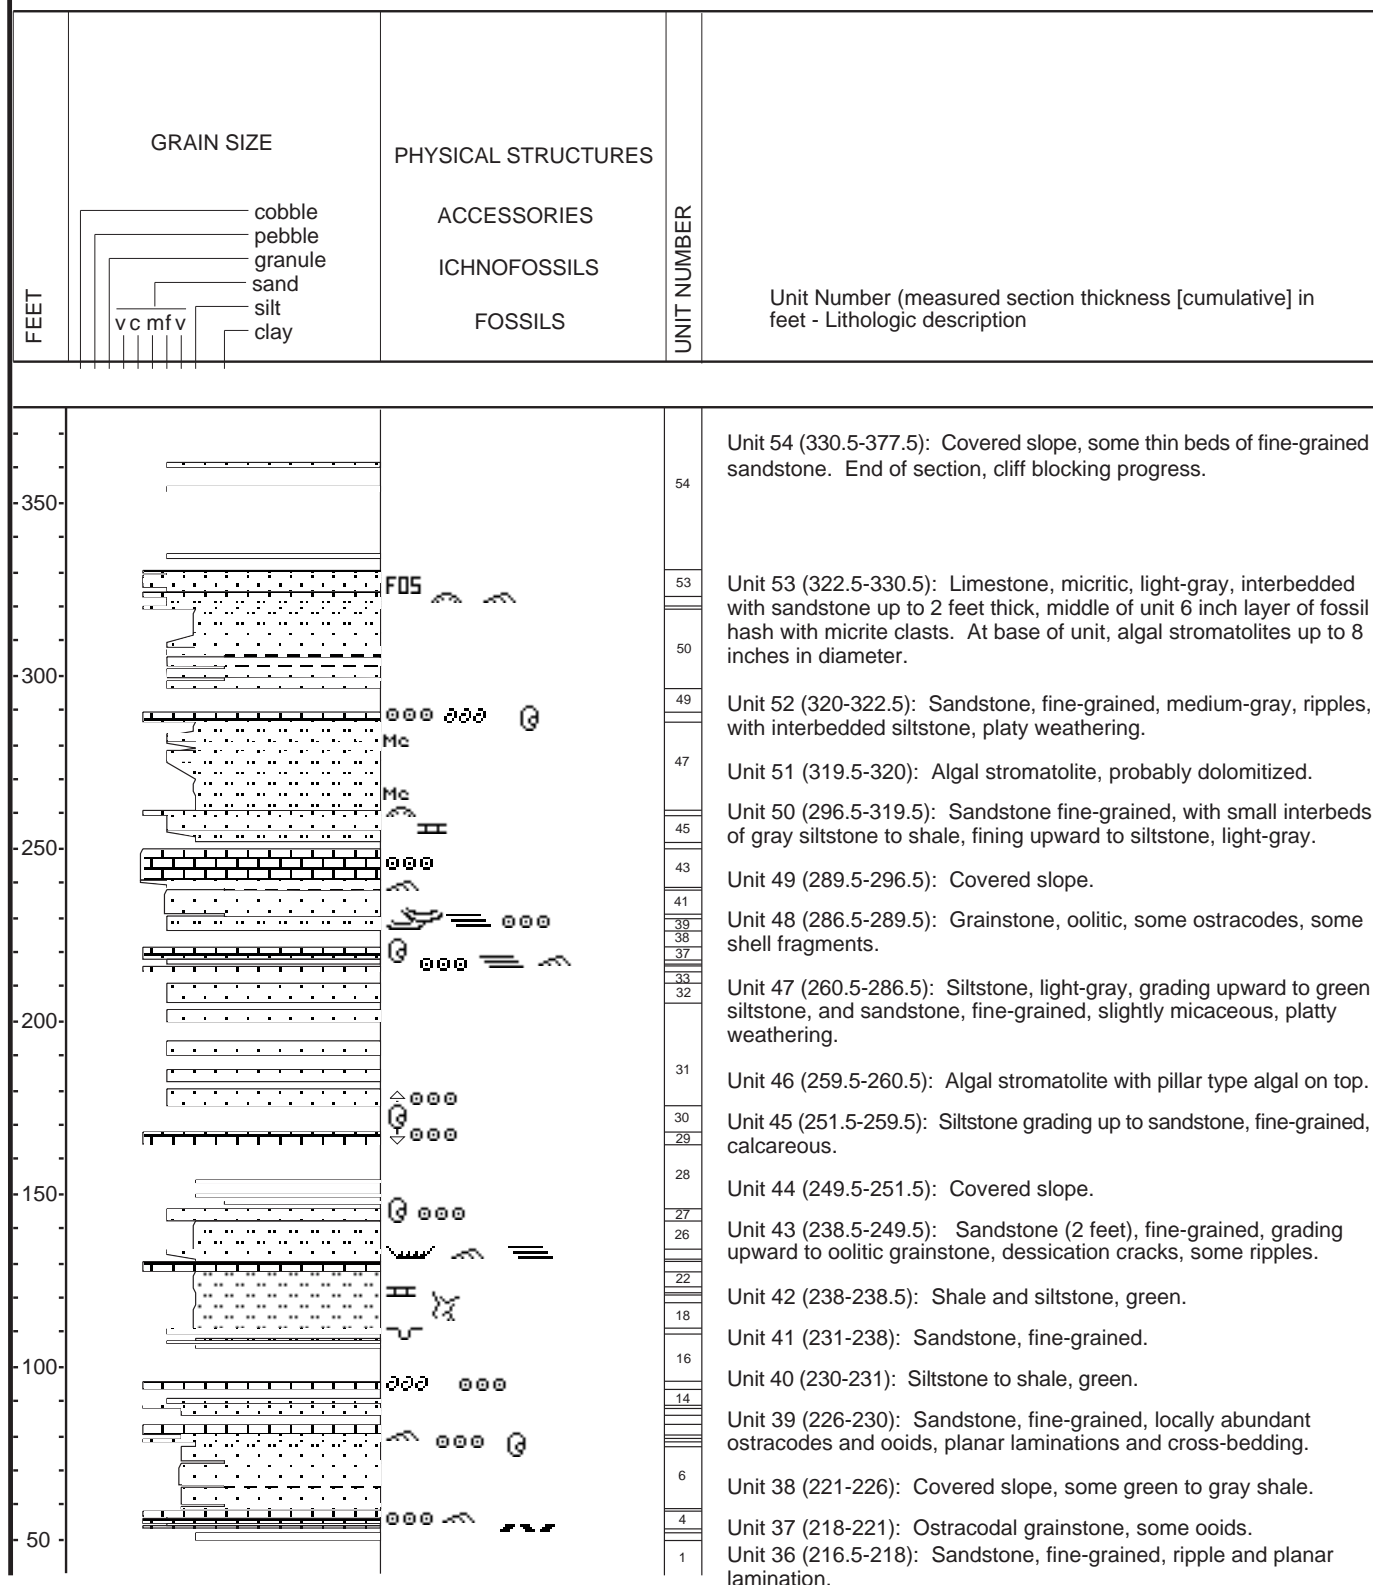 GRAIN SIZE
cobble
pebble
granule
sand
silt
clay
v c m f v
FEET
PHYSICAL STRUCTURES
ACCESSORIES
ICHNOFOSSILS
FOSSILS
UNIT NUMBER
Unit Number (measured section thickness [cumulative] in
feet - Lithologic description
350
300
250
200
150
100
50
FOS
Mc
Mc
54
53
50
49
47
45
43
41
39
38
37
33
32
31
30
29
28
27
26
22
18
16
14
6
4
1
Unit 54 (330.5-377.5): Covered slope, some thin beds of fine-grained
sandstone. End of section, cliff blocking progress.
Unit 53 (322.5-330.5): Limestone, micritic, light-gray, interbedded
with sandstone up to 2 feet thick, middle of unit 6 inch layer of fossil
hash with micrite clasts. At base of unit, algal stromatolites up to 8
inches in diameter.
Unit 52 (320-322.5): Sandstone, fine-grained, medium-gray, ripples,
with interbedded siltstone, platy weathering.
Unit 51 (319.5-320): Algal stromatolite, probably dolomitized.
Unit 50 (296.5-319.5): Sandstone fine-grained, with small interbeds
of gray siltstone to shale, fining upward to siltstone, light-gray.
Unit 49 (289.5-296.5): Covered slope.
Unit 48 (286.5-289.5): Grainstone, oolitic, some ostracodes, some
shell fragments.
Unit 47 (260.5-286.5): Siltstone, light-gray, grading upward to green
siltstone, and sandstone, fine-grained, slightly micaceous, platty
weathering.
Unit 46 (259.5-260.5): Algal stromatolite with pillar type algal on top.
Unit 45 (251.5-259.5): Siltstone grading up to sandstone, fine-grained,
calcareous.
Unit 44 (249.5-251.5): Covered slope.
Unit 43 (238.5-249.5): Sandstone (2 feet), fine-grained, grading
upward to oolitic grainstone, dessication cracks, some ripples.
Unit 42 (238-238.5): Shale and siltstone, green.
Unit 41 (231-238): Sandstone, fine-grained.
Unit 40 (230-231): Siltstone to shale, green.
Unit 39 (226-230): Sandstone, fine-grained, locally abundant
ostracodes and ooids, planar laminations and cross-bedding.
Unit 38 (221-226): Covered slope, some green to gray shale.
Unit 37 (218-221): Ostracodal grainstone, some ooids.
Unit 36 (216.5-218): Sandstone, fine-grained, ripple and planar
lamination.